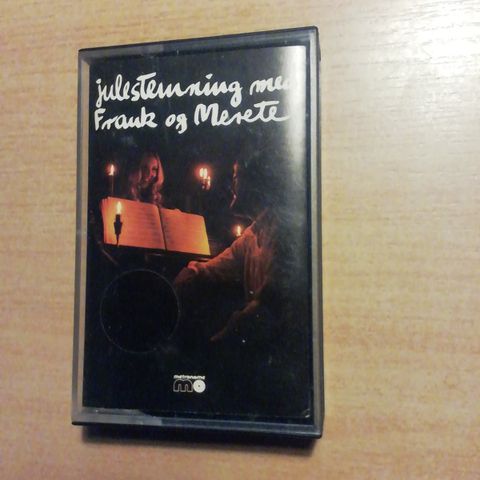 julestemning med
Frank og Merete
metronome